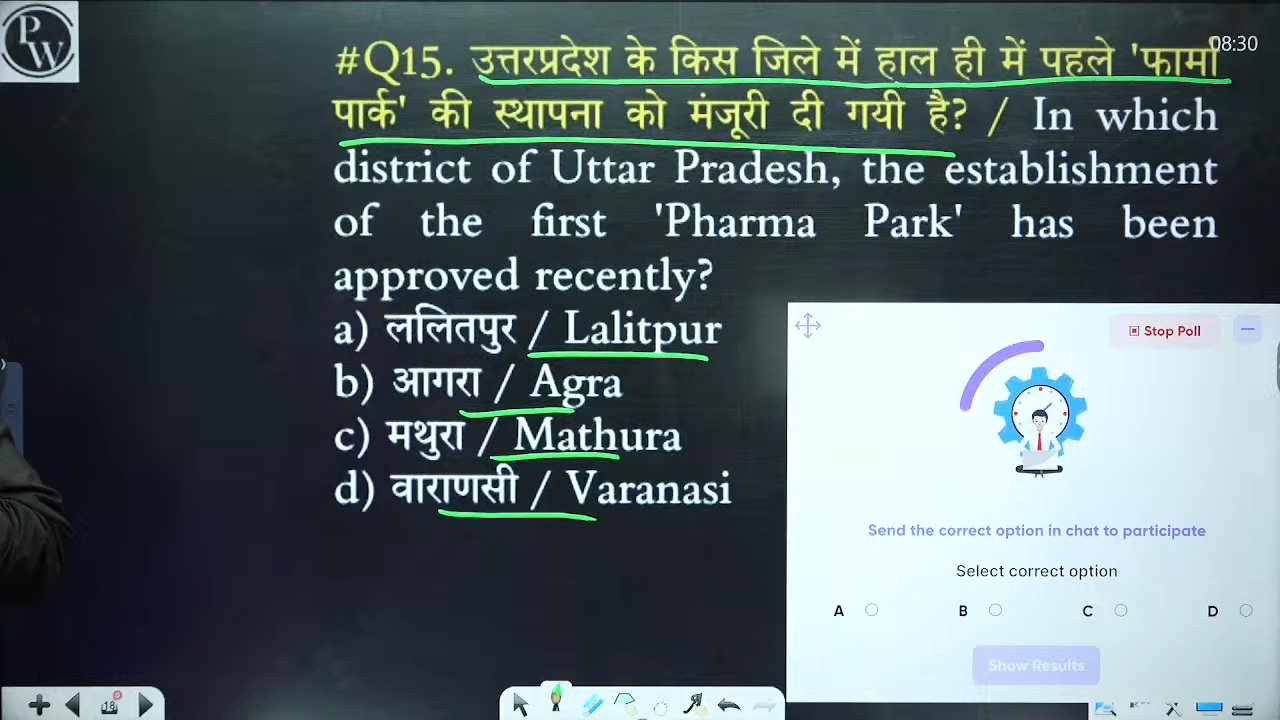 PW
08:30
#Q15. उत्तरप्रदेश के किस जिले में हाल ही में पहले 'फार्मा
पार्क' की स्थापना को मंजूरी दी गयी है? / In which
district of Uttar Pradesh, the establishment
of the first 'Pharma Park' has been
approved recently?
a) ललितपुर / Lalitpur
b) आगरा / Agra
c) मथुरा / Mathura
d) वाराणसी / Varanasi
Stop Poll
Send the correct option in chat to participate
Select correct option
A B C D
Show Results
18